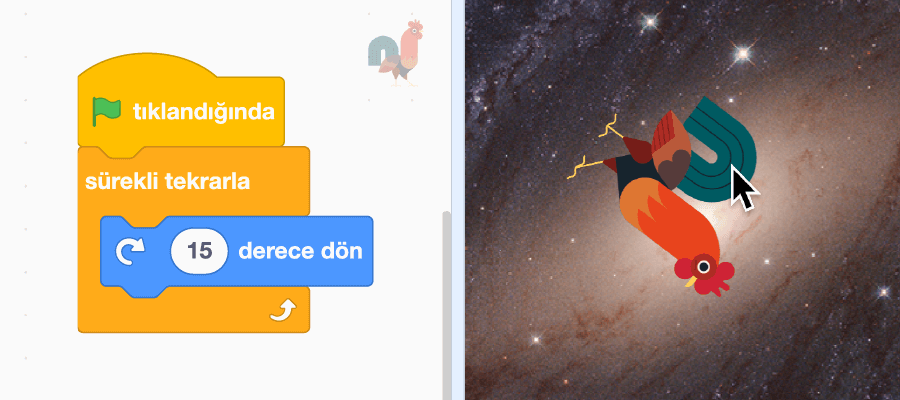 tıklandığında
sürekli tekrarla
15 derece dön